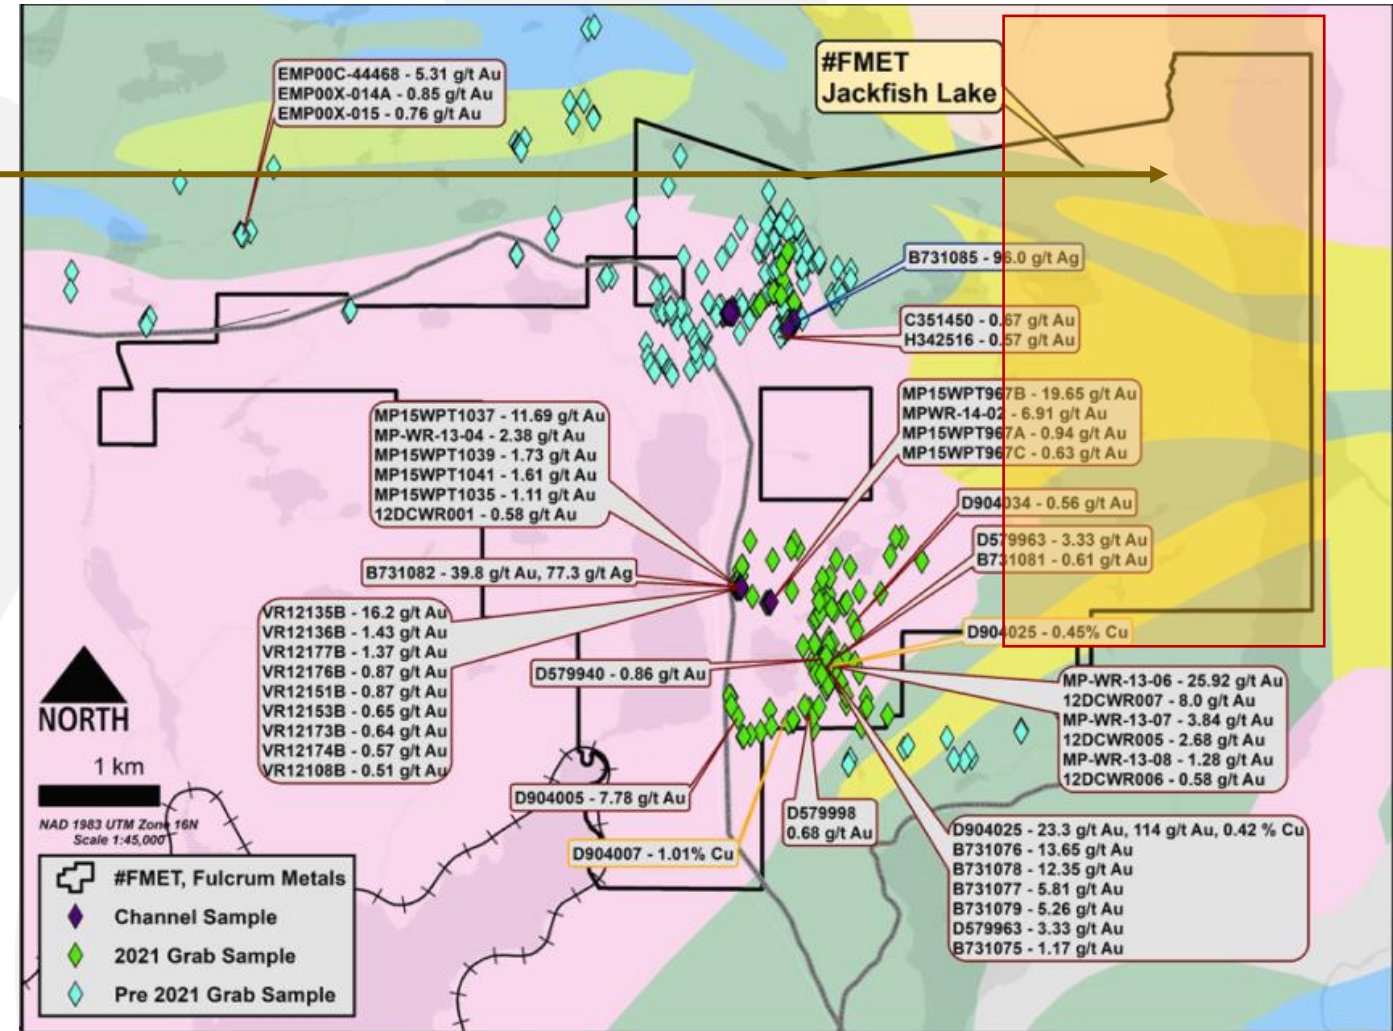 #FMET
Jackfish Lake
EMP00C-44468 - 5.31 g/t Au
EMP00X-014A - 0.85 g/t Au
EMP00X-015 - 0.76 g/t Au
B731085 - 96.0 g/t Ag
C351450 - 0.67 g/t Au
H342516 - 0.57 g/t Au
MP15WPT967B - 19.65 g/t Au
MPWR-14-02 - 6.91 g/t Au
MP15WPT967A - 0.94 g/t Au
MP15WPT967C - 0.63 g/t Au
MP15WPT1037 - 11.69 g/t Au
MP-WR-13-04 - 2.38 g/t Au
MP15WPT1039 - 1.73 g/t Au
MP15WPT1041 - 1.61 g/t Au
MP15WPT1035 - 1.11 g/t Au
12DCWR001 - 0.58 g/t Au
D904034 - 0.56 g/t Au
D579963 - 3.33 g/t Au
B731081 - 0.61 g/t Au
B731082 - 39.8 g/t Au, 77.3 g/t Ag
VR12135B - 16.2 g/t Au
VR12136B - 1.43 g/t Au
VR12177B - 1.37 g/t Au
VR12176B - 0.87 g/t Au
VR12151B - 0.87 g/t Au
VR12153B - 0.65 g/t Au
VR12173B - 0.64 g/t Au
VR12174B - 0.57 g/t Au
VR12108B - 0.51 g/t Au
D904025 - 0.45% Cu
D579940 - 0.86 g/t Au
MP-WR-13-06 - 25.92 g/t Au
12DCWR007 - 8.0 g/t Au
MP-WR-13-07 - 3.84 g/t Au
12DCWR005 - 2.68 g/t Au
MP-WR-13-08 - 1.28 g/t Au
12DCWR006 - 0.58 g/t Au
D904005 - 7.78 g/t Au
D579998
0.68 g/t Au
D904007 - 1.01% Cu
D904025 - 23.3 g/t Au, 114 g/t Au, 0.42 % Cu
B731076 - 13.65 g/t Au
B731078 - 12.35 g/t Au
B731077 - 5.81 g/t Au
B731079 - 5.26 g/t Au
D579963 - 3.33 g/t Au
B731075 - 1.17 g/t Au
NORTH
1 km
NAD 1983 UTM Zone 16N
Scale 1:45,000
#FMET, Fulcrum Metals
Channel Sample
2021 Grab Sample
Pre 2021 Grab Sample